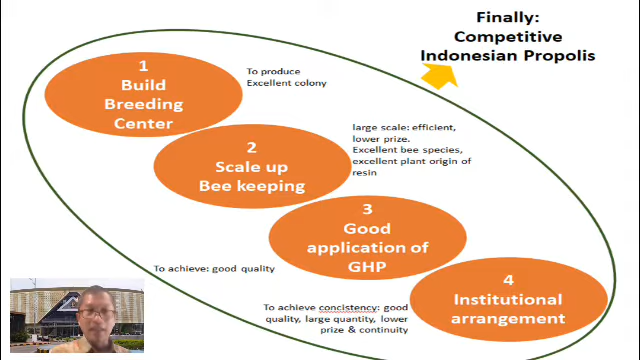 Finally:
Competitive
Indonesian Propolis
1
Build
Breeding
Center
To produce
Excellent colony
2
Scale up
Bee keeping
large scale: efficient,
lower prize.
Excellent bee species,
excellent plant origin of
resin
3
Good
application of
GHP
To achieve: good quality
4
Institutional
arrangement
To achieve concistency: good
quality, large quantity, lower
prize & continuity